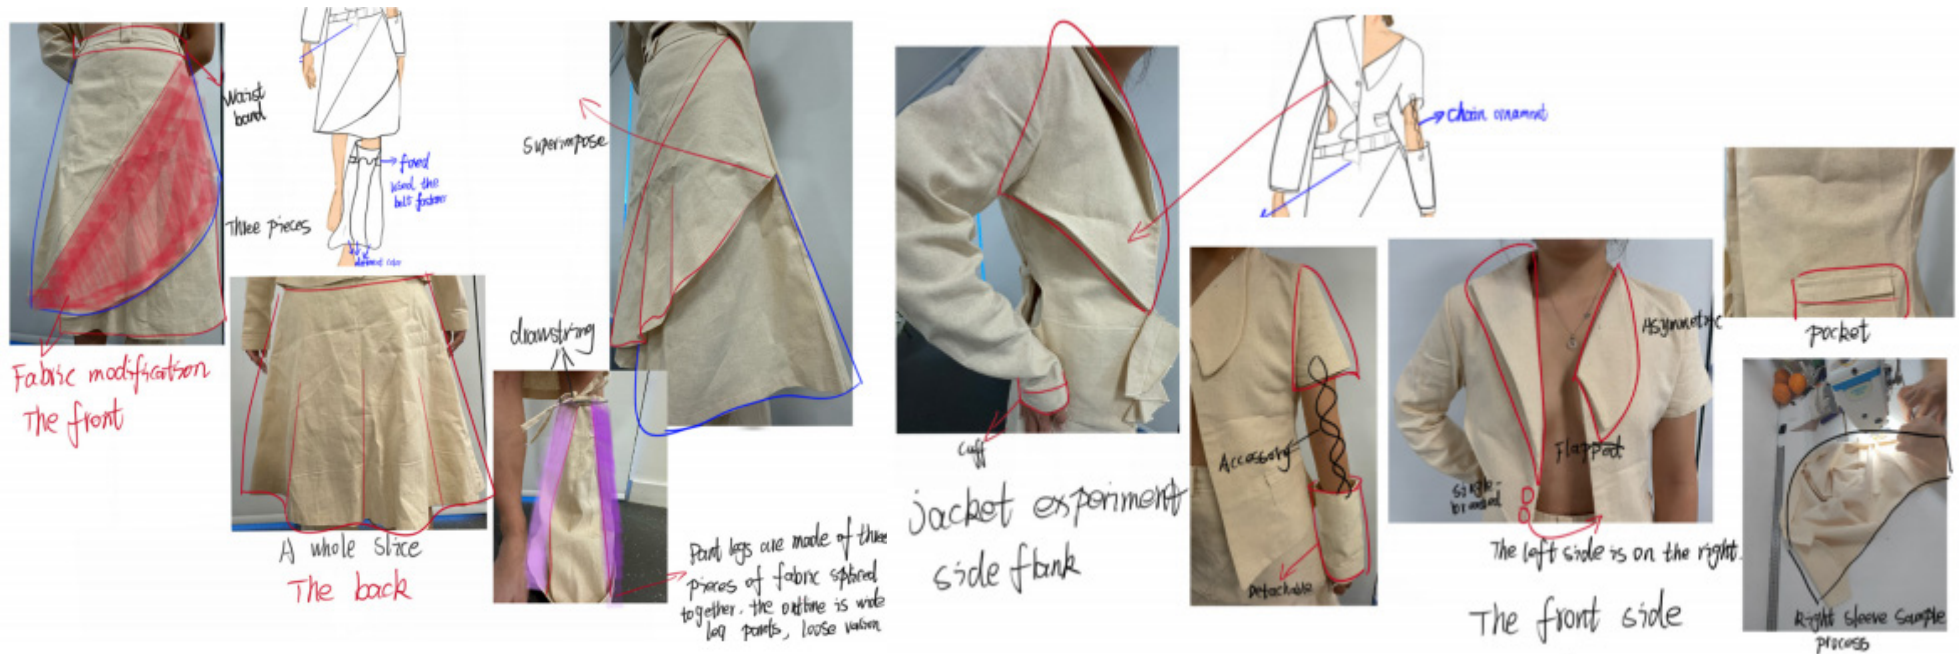 Waist
band
fixed
used the
belt fastener
Three pieces
Fabric modification
The front
A whole slice
The back
Superimpose
drawstring
Pant legs are made of three
pieces of fabric spliced
together. the outline is wide
leg pants, loose
cuff
jacket experiment
side flank
chain ornament
Accessory
Detachable
Asymmetric
Flapped
single-
breasted
The left side is on the right.
The front side
pocket
Right sleeve sample
process